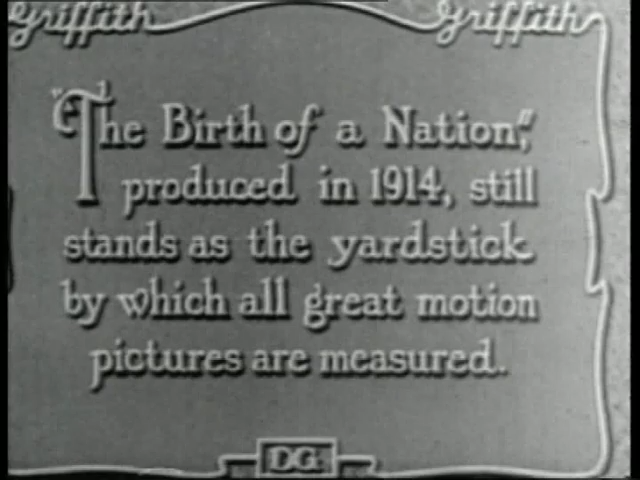 Griffith Griffith
"The Birth of a Nation,"
produced in 1914, still
stands as the yardstick
by which all great motion
pictures are measured.
DG